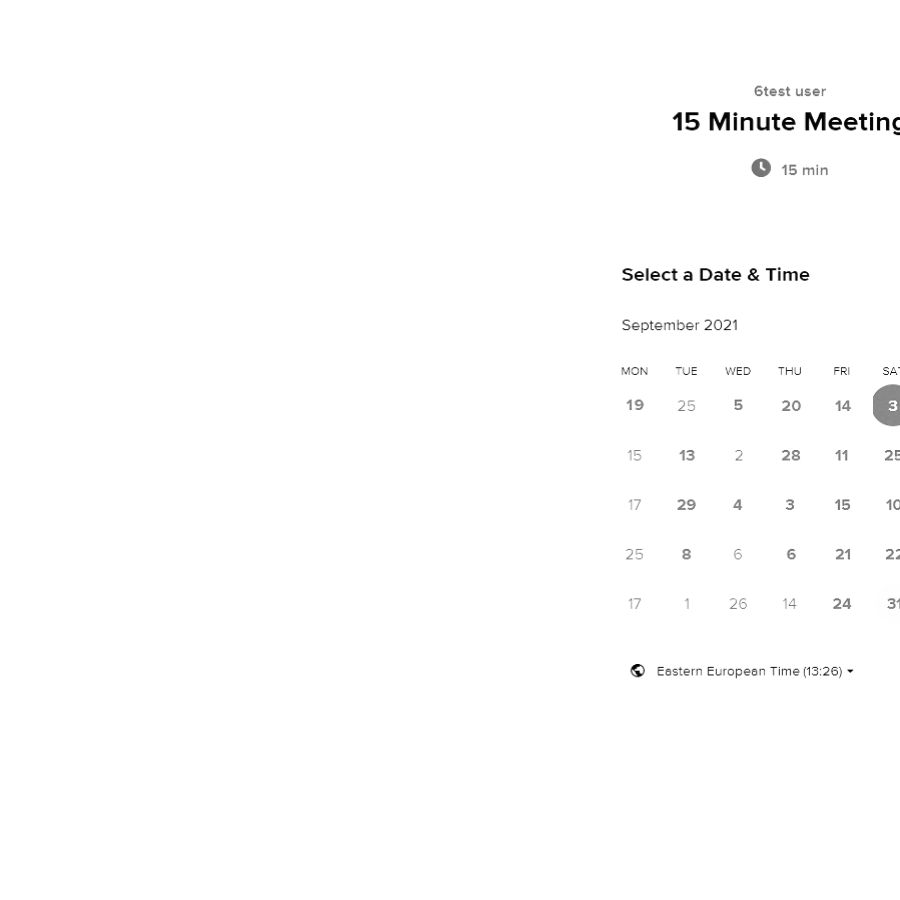 6test user
15 Minute Meeting
15 min
Select a Date & Time
September 2021
MON TUE WED THU FRI SAT
19 25 5 20 14 3
15 13 2 28 11 25
17 29 4 3 15 10
25 8 6 6 21 22
17 1 26 14 24 31
Eastern European Time (13:26)